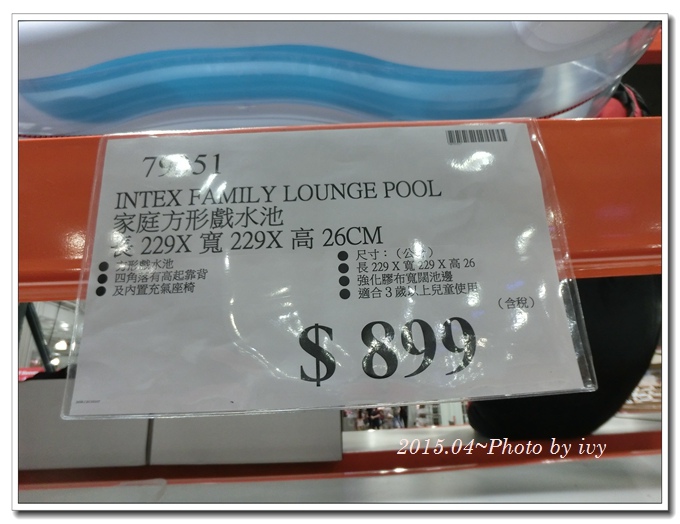 INTEX FAMILY LOUNGE POOL
家庭方形戲水池
長 229X 寬 229X 高 26CM
● 方形戲水池
● 四角落有高起靠背
● 及內置充氣座椅
● 尺寸：（公分）
● 長 229 X 寬 229 X 高 26
● 強化膠布寬闊池邊
● 適合 3 歲以上兒童使用
（含稅）
$ 899
2015.04~Photo by ivy